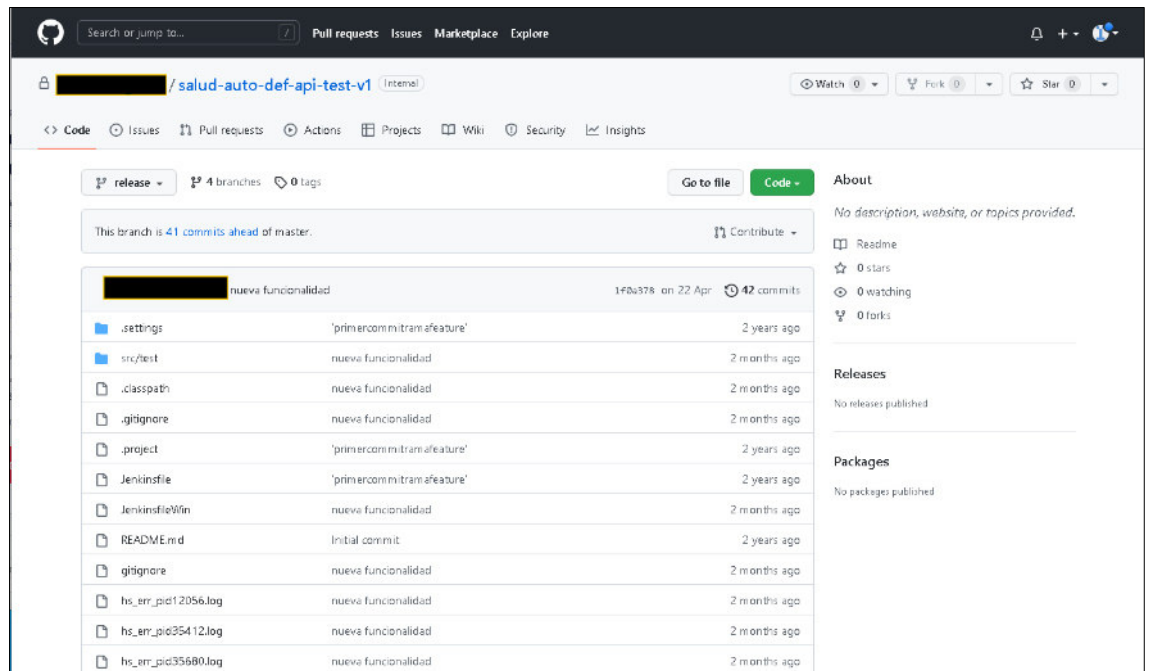 Search or jump to... / Pull requests Issues Marketplace Explore
/ salud-auto-def-api-test-v1 Internal Watch 0 Fork 0 Star 0
<> Code Issues Pull requests Actions Projects Wiki Security Insights
release 4 branches 0 tags Go to file Code
This branch is 41 commits ahead of master. Contribute
nueva funcionalidad 1f0a378 on 22 Apr 42 commits
.settings 'primercommitramafeature' 2 years ago
src/test nueva funcionalidad 2 months ago
.classpath nueva funcionalidad 2 months ago
.gitignore nueva funcionalidad 2 months ago
.project 'primercommitramafeature' 2 years ago
Jenkinsfile 'primercommitramafeature' 2 years ago
JenkinsfileWin nueva funcionalidad 2 months ago
README.md Initial commit 2 years ago
gitignore nueva funcionalidad 2 months ago
hs_err_pid12056.log nueva funcionalidad 2 months ago
hs_err_pid35412.log nueva funcionalidad 2 months ago
hs_err_pid35680.log nueva funcionalidad 2 months ago
About
No description, website, or topics provided.
Readme
0 stars
0 watching
0 forks
Releases
No releases published
Packages
No packages published